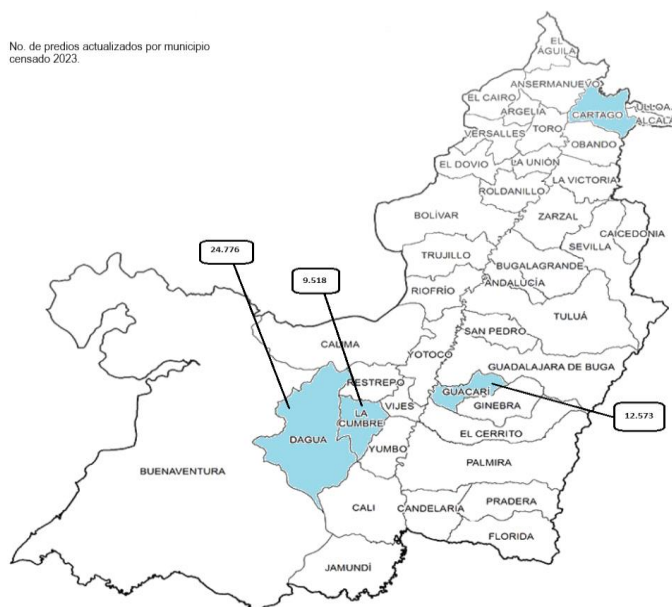 No. de predios actualizados por municipio
censado 2023.
EL
ÁGUILA
ANSERMANUEVO
EL CAIRO
ARGELIA
CARTAGO
ULLOA
ALCALÁ
VERSALLES
TORO
OBANDO
EL DOVIO
LA UNIÓN
LA VICTORIA
ROLDANILLO
BOLÍVAR
ZARZAL
CAICEDONIA
SEVILLA
TRUJILLO
BUGALAGRANDE
ANDALUCÍA
RIOFRÍO
TULUÁ
24.776
9.518
SAN PEDRO
CALIMA
YOTOCO
GUADALAJARA DE BUGA
RESTREPO
GUACARÍ
GINEBRA
12.573
VIJES
LA
CUMBRE
DAGUA
EL CERRITO
YUMBO
PALMIRA
BUENAVENTURA
CALI
CANDELARIA
PRADERA
FLORIDA
JAMUNDÍ